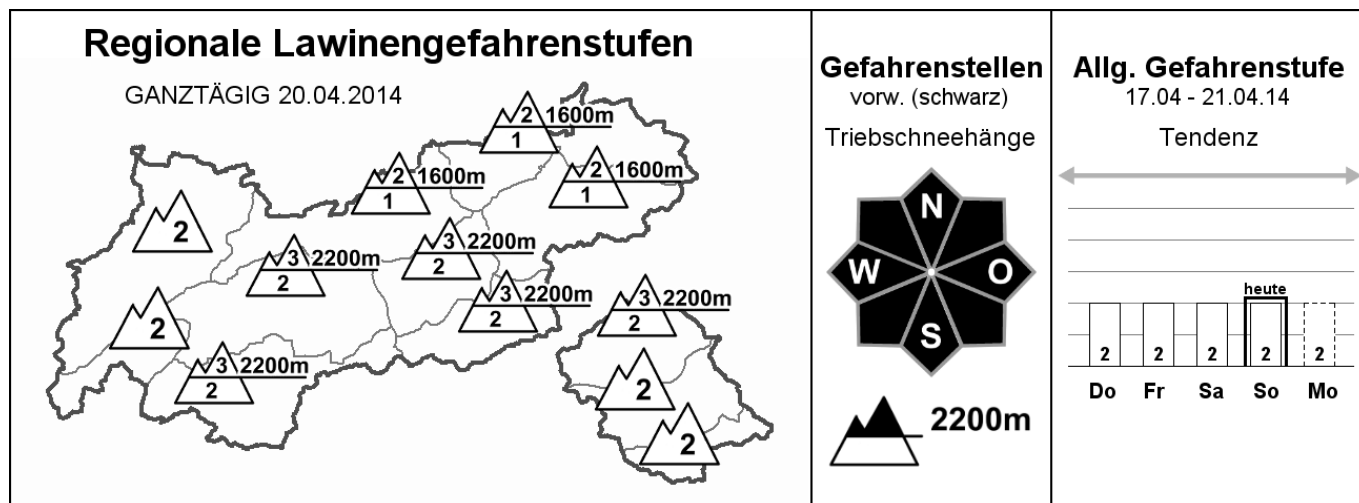 Regionale Lawinengefahrenstufen
GANZTÄGIG 20.04.2014
2 1600m
1
2 1600m
1
2 1600m
1
2
3 2200m
2
3 2200m
2
2
3 2200m
2
3 2200m
2
3 2200m
2
2
2
Gefahrenstellen
vorw. (schwarz)
Triebschneehänge
N
W O
S
2200m
Allg. Gefahrenstufe
17.04 - 21.04.14
Tendenz
heute
2 2 2 2 2
Do Fr Sa So Mo